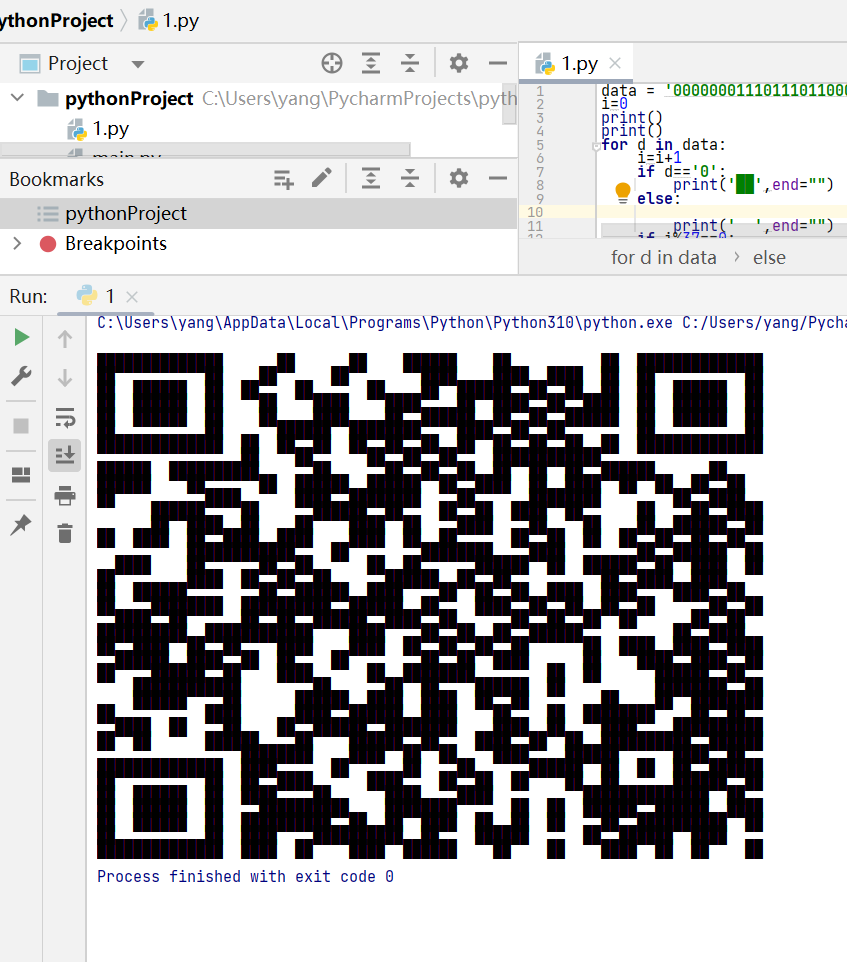 ythonProject 1.py
Project
1.py
pythonProject C:\Users\yang\PycharmProjects\pyth
1.py
main.py
Bookmarks
pythonProject
Breakpoints
1 data = '000000011101110110000
2 i=0
3 print()
4 print()
5 for d in data:
6 i=i+1
7 if d=='0':
8 print('██',end="")
9 else:
10
11 print('  ',end="")
12 if i%37==0:
for d in data › else
Run: 1
C:\Users\yang\AppData\Local\Programs\Python\Python310\python.exe C:/Users/yang/Pycha
Process finished with exit code 0